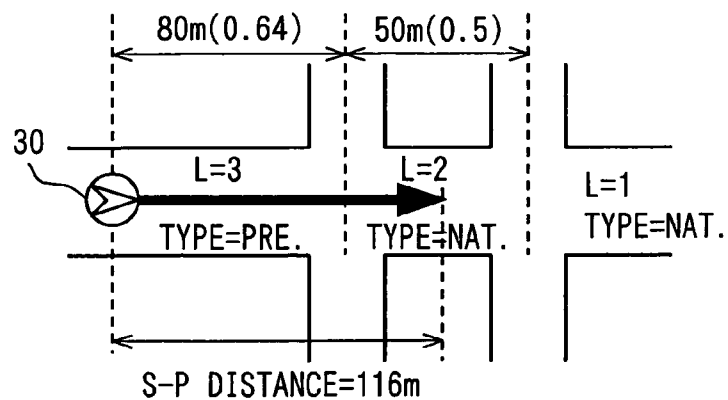 80m(0.64) 50m(0.5)
30
L=3 L=2 L=1
TYPE=PRE. TYPE=NAT. TYPE=NAT.
S-P DISTANCE=116m